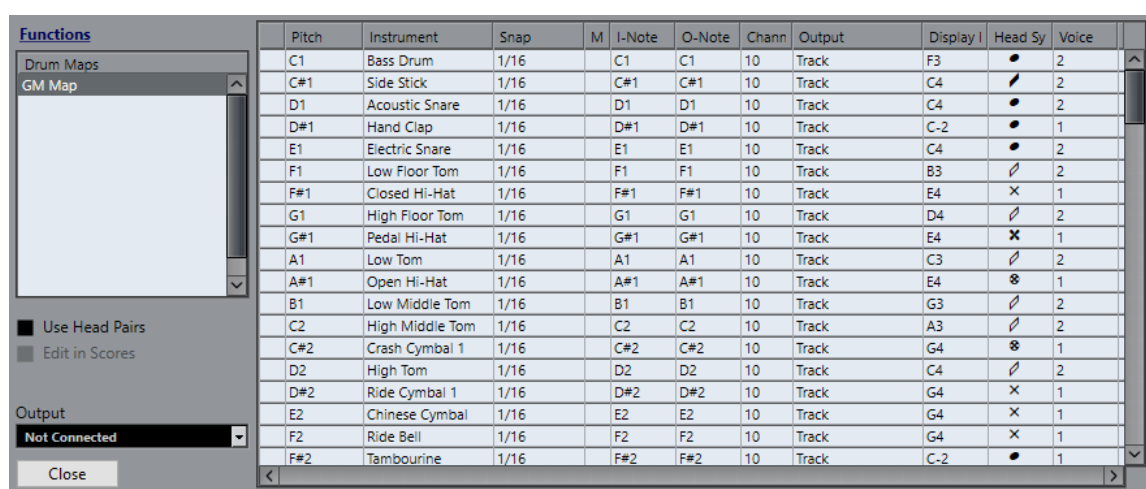 Functions
Drum Maps
GM Map
Use Head Pairs
Edit in Scores
Output
Not Connected
Close
Pitch Instrument Snap M I-Note O-Note Chann Output Display I Head Sy Voice
C1 Bass Drum 1/16 C1 C1 10 Track F3 2
C#1 Side Stick 1/16 C#1 C#1 10 Track C4 2
D1 Acoustic Snare 1/16 D1 D1 10 Track C4 2
D#1 Hand Clap 1/16 D#1 D#1 10 Track C-2 1
E1 Electric Snare 1/16 E1 E1 10 Track C4 2
F1 Low Floor Tom 1/16 F1 F1 10 Track B3 2
F#1 Closed Hi-Hat 1/16 F#1 F#1 10 Track E4 1
G1 High Floor Tom 1/16 G1 G1 10 Track D4 2
G#1 Pedal Hi-Hat 1/16 G#1 G#1 10 Track E4 1
A1 Low Tom 1/16 A1 A1 10 Track C3 2
A#1 Open Hi-Hat 1/16 A#1 A#1 10 Track E4 1
B1 Low Middle Tom 1/16 B1 B1 10 Track G3 2
C2 High Middle Tom 1/16 C2 C2 10 Track A3 2
C#2 Crash Cymbal 1 1/16 C#2 C#2 10 Track G4 1
D2 High Tom 1/16 D2 D2 10 Track C4 2
D#2 Ride Cymbal 1 1/16 D#2 D#2 10 Track G4 1
E2 Chinese Cymbal 1/16 E2 E2 10 Track G4 1
F2 Ride Bell 1/16 F2 F2 10 Track G4 1
F#2 Tambourine 1/16 F#2 F#2 10 Track C-2 1